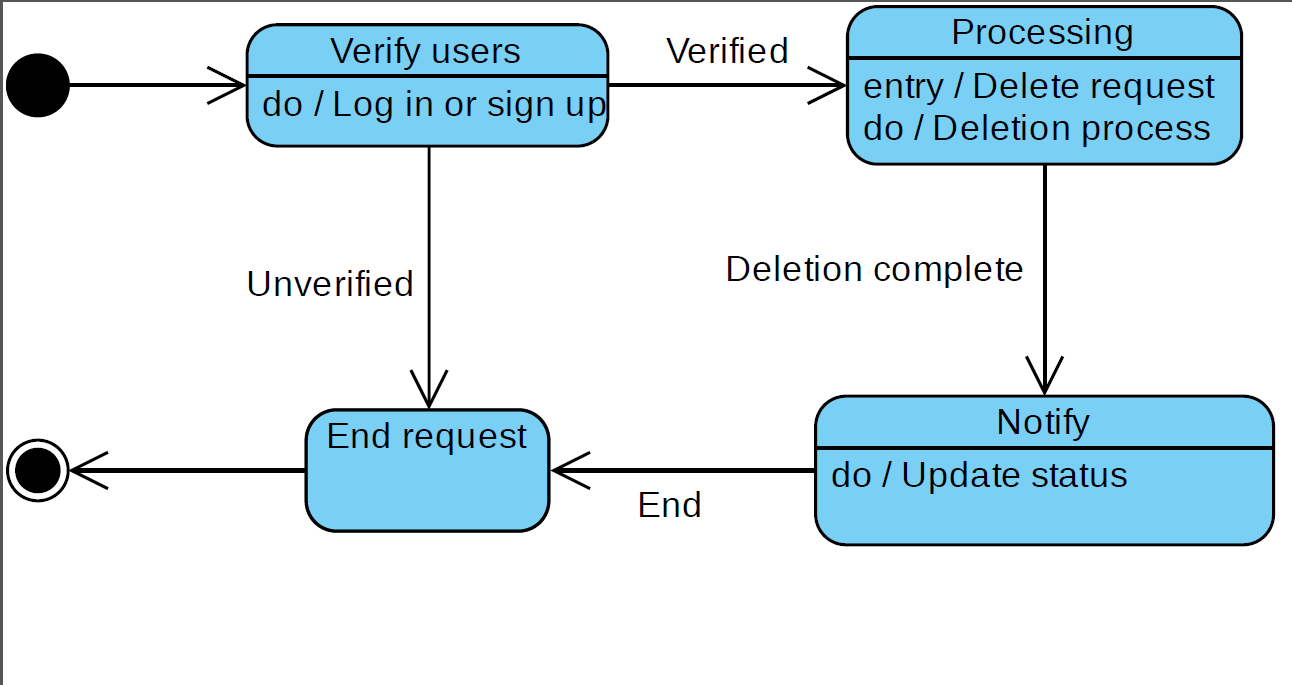 Verify users
do / Log in or sign up
Verified
Processing
entry / Delete request
do / Deletion process
Unverified
Deletion complete
End request
End
Notify
do / Update status